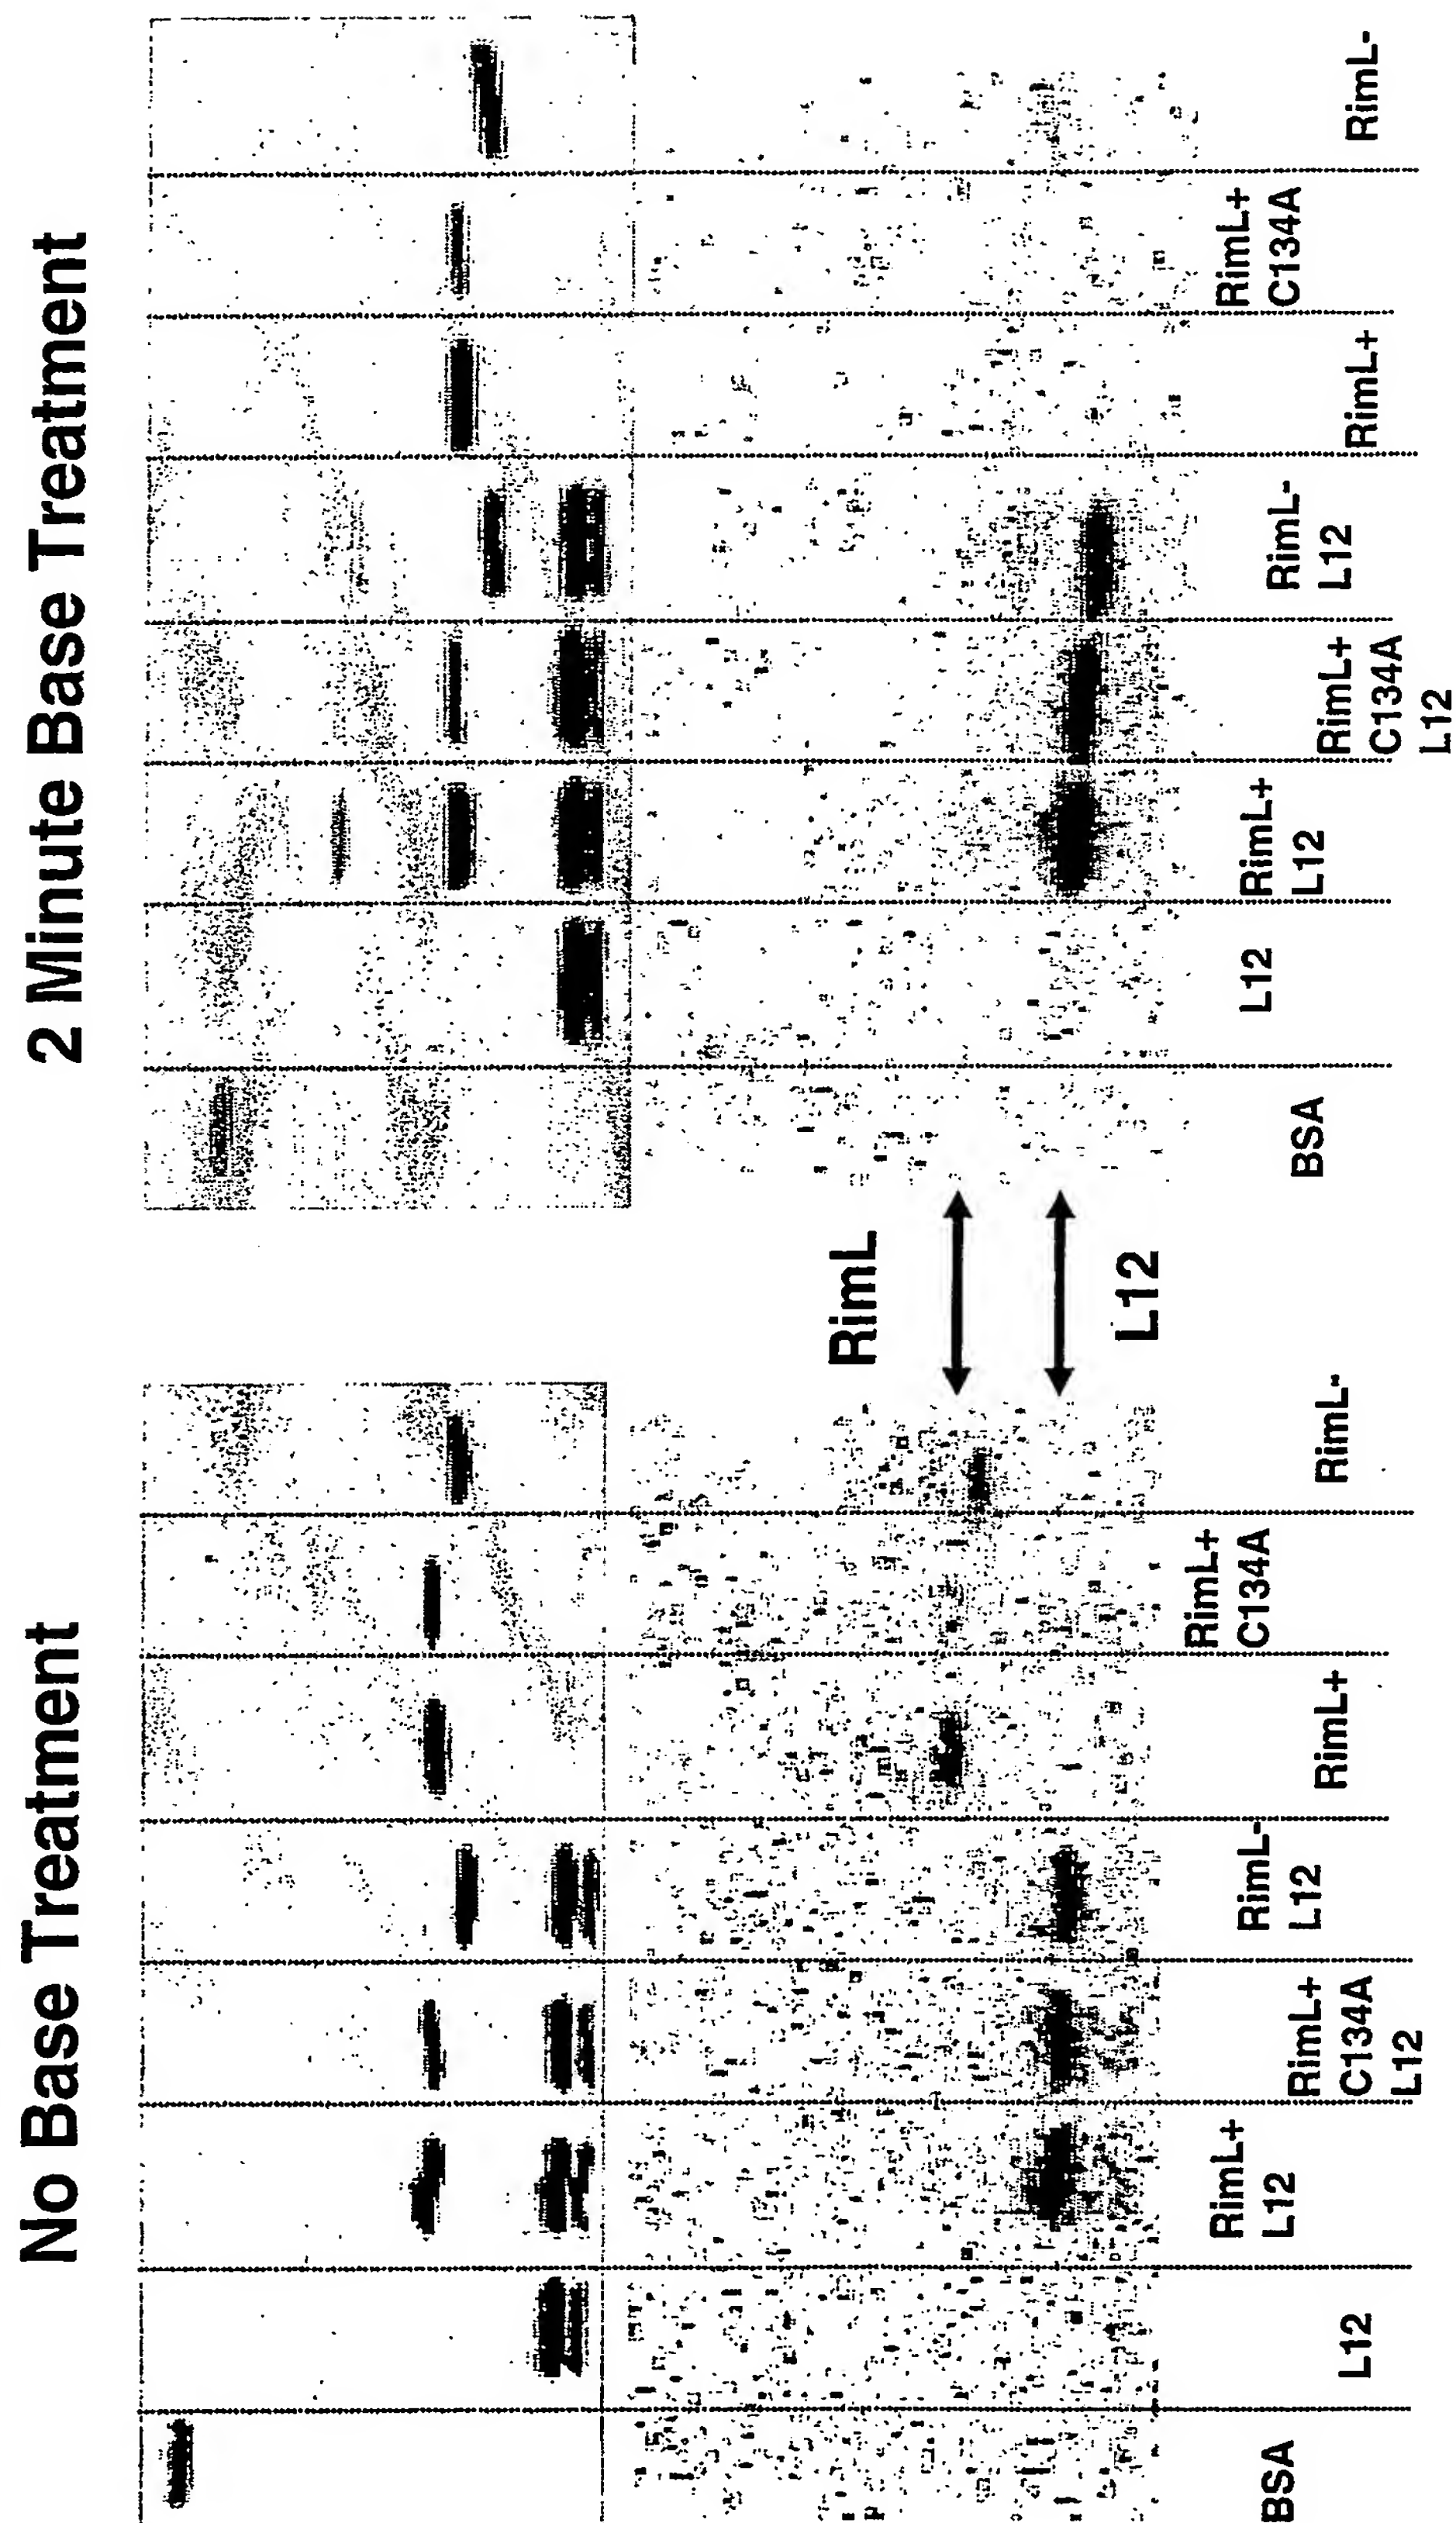 No Base Treatment
2 Minute Base Treatment
RimL
L12
BSA
L12
RimL+
L12
RimL+
C134A
L12
RimL-
L12
RimL+
RimL+
C134A
RimL-
BSA
L12
RimL+
L12
RimL+
C134A
L12
RimL-
L12
RimL+
RimL+
C134A
RimL-